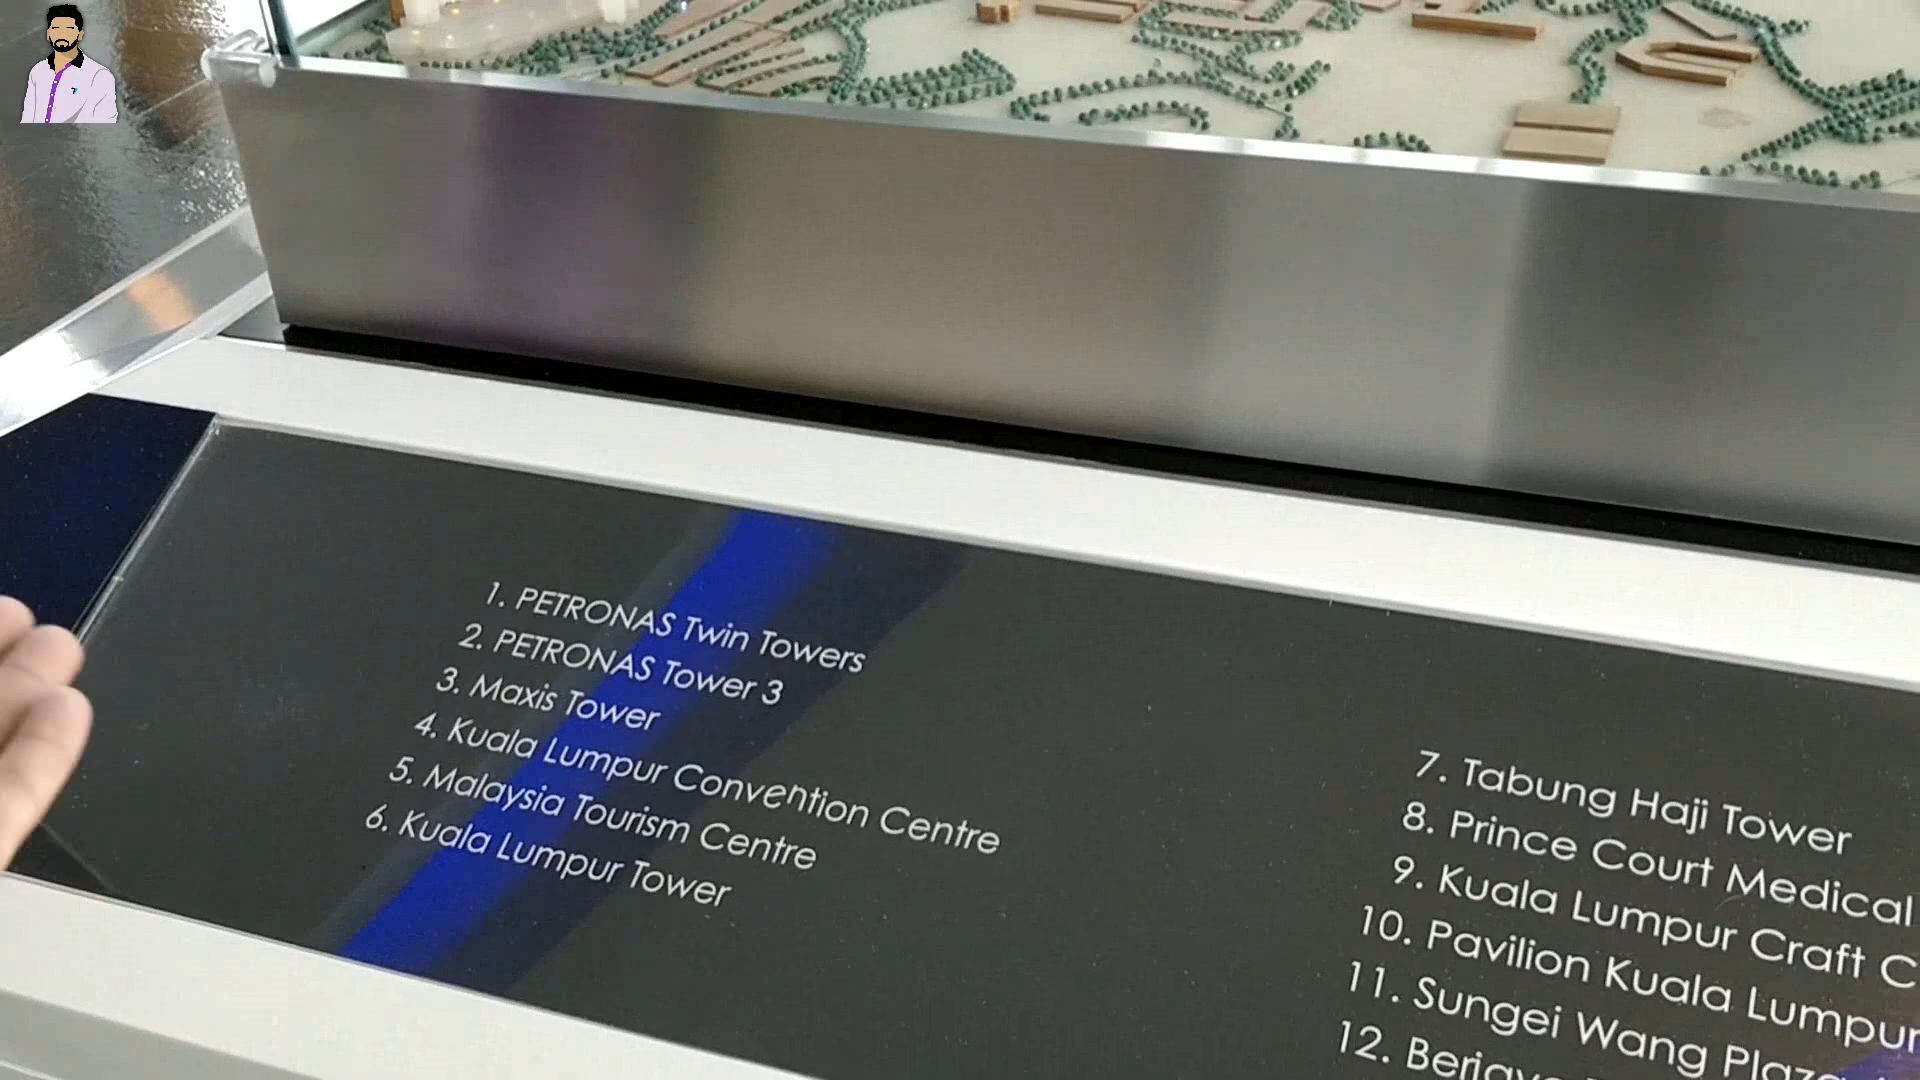 1. PETRONAS Twin Towers
2. PETRONAS Tower 3
3. Maxis Tower
4. Kuala Lumpur Convention Centre
5. Malaysia Tourism Centre
6. Kuala Lumpur Tower
7. Tabung Haji Tower
8. Prince Court Medical
9. Kuala Lumpur Craft
10. Pavilion Kuala Lumpur
11. Sungei Wang Plaza
12.